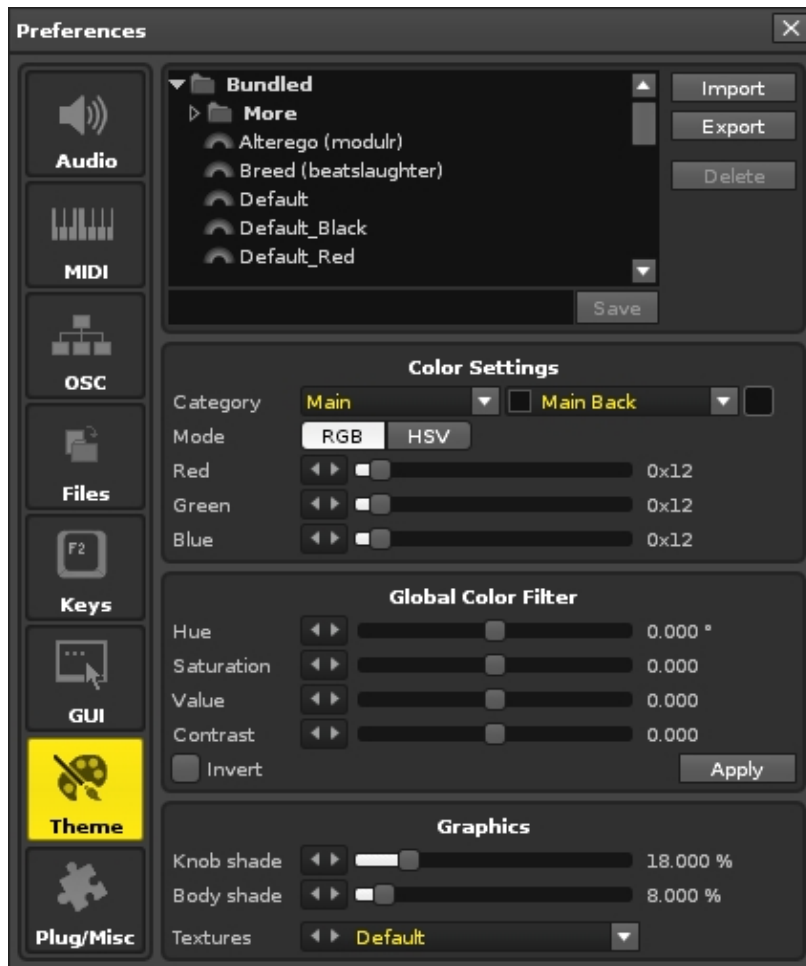 Preferences
Audio
MIDI
OSC
Files
F2
Keys
GUI
Theme
Plug/Misc
Bundled
More
Alterego (modulr)
Breed (beatslaughter)
Default
Default_Black
Default_Red
Import
Export
Delete
Save
Color Settings
Category Main Main Back
Mode RGB HSV
Red 0x12
Green 0x12
Blue 0x12
Global Color Filter
Hue 0.000 °
Saturation 0.000
Value 0.000
Contrast 0.000
Invert Apply
Graphics
Knob shade 18.000 %
Body shade 8.000 %
Textures Default